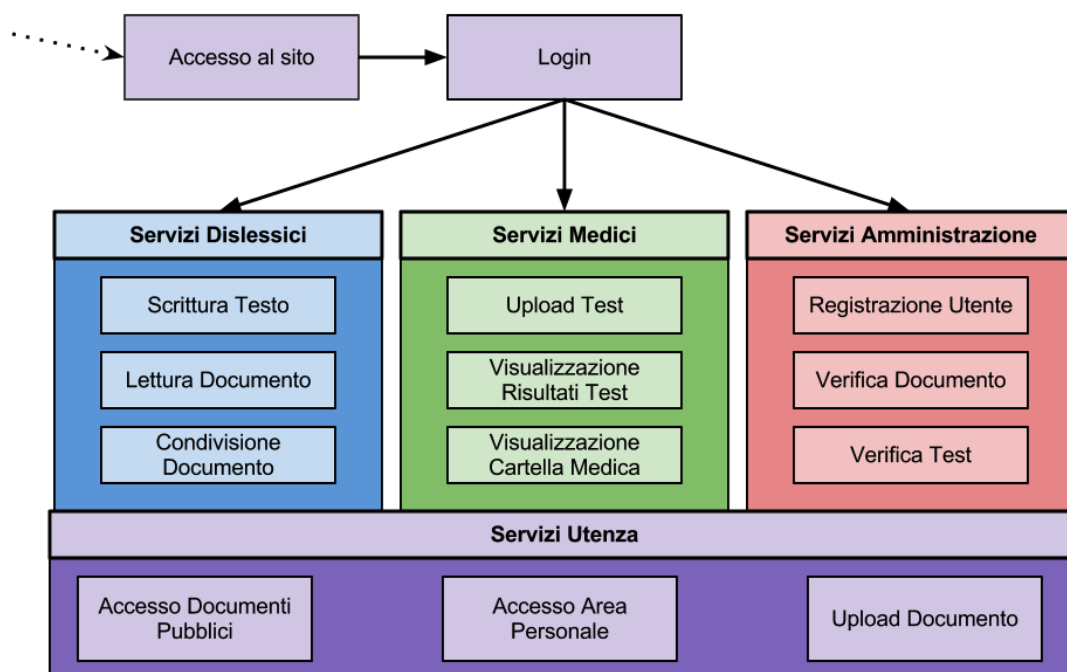 Accesso al sito
Login
Servizi Dislessici
Scrittura Testo
Lettura Documento
Condivisione
Documento
Servizi Medici
Upload Test
Visualizzazione
Risultati Test
Visualizzazione
Cartella Medica
Servizi Amministrazione
Registrazione Utente
Verifica Documento
Verifica Test
Servizi Utenza
Accesso Documenti
Pubblici
Accesso Area
Personale
Upload Documento